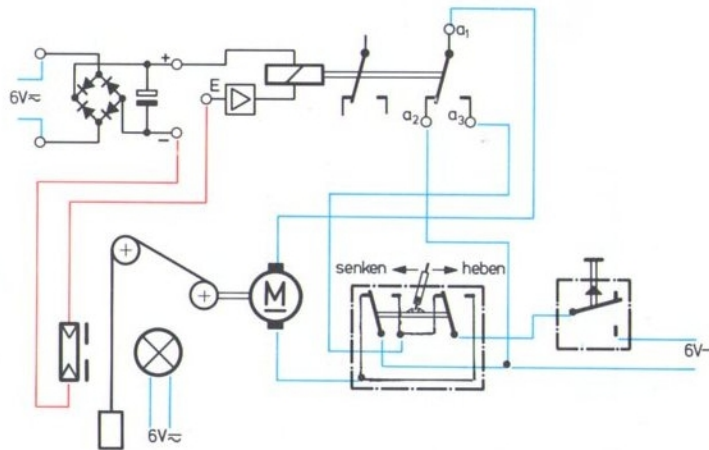 a₁
+
E
6V≂
−
a₂
a₃
senken
heben
M
6V−
6V≂